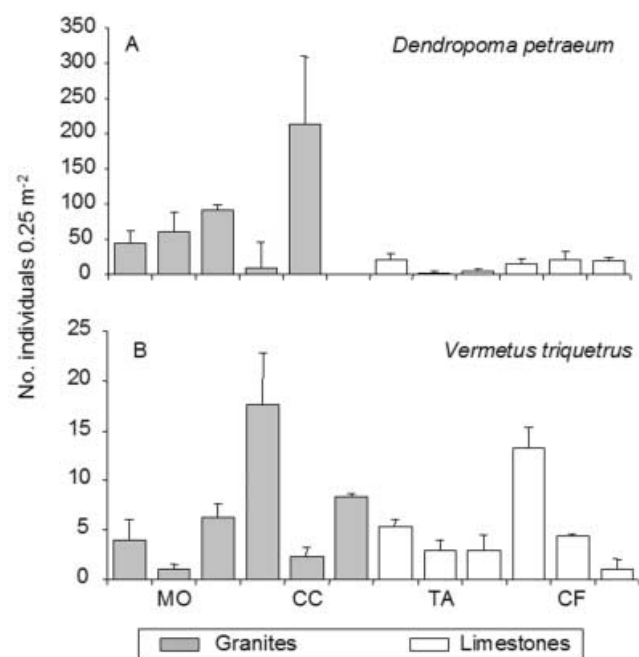 350
A
Dendropoma petraeum
300
250
200
150
100
50
0
No. individuals 0.25 m-2
25
B
Vermetus triquetrus
20
15
10
5
0
MO CC TA CF
Granites Limestones